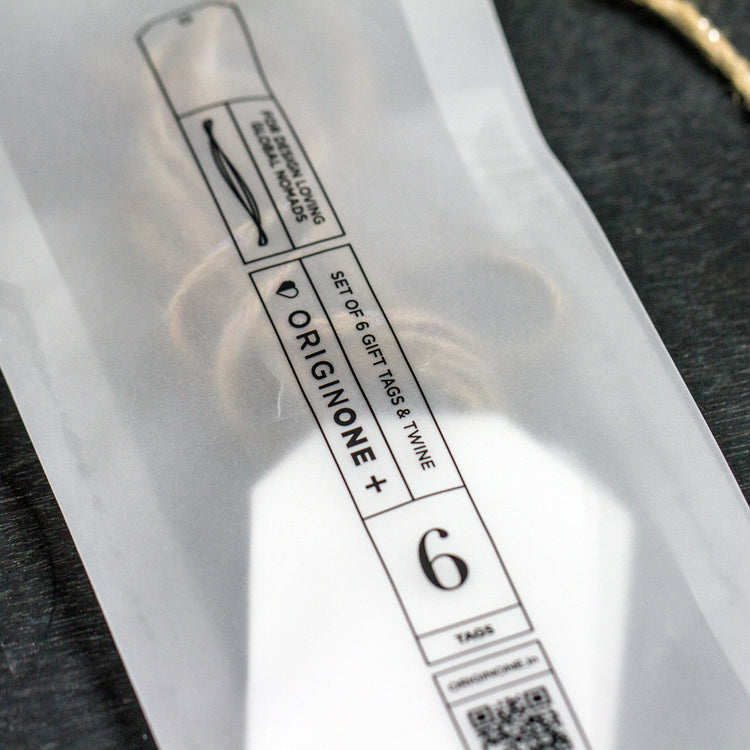 FOR DESIGN LOVING
GLOBAL NOMADS
SET OF 6 GIFT TAGS & TWINE
ORIGINONE +
6
TAGS